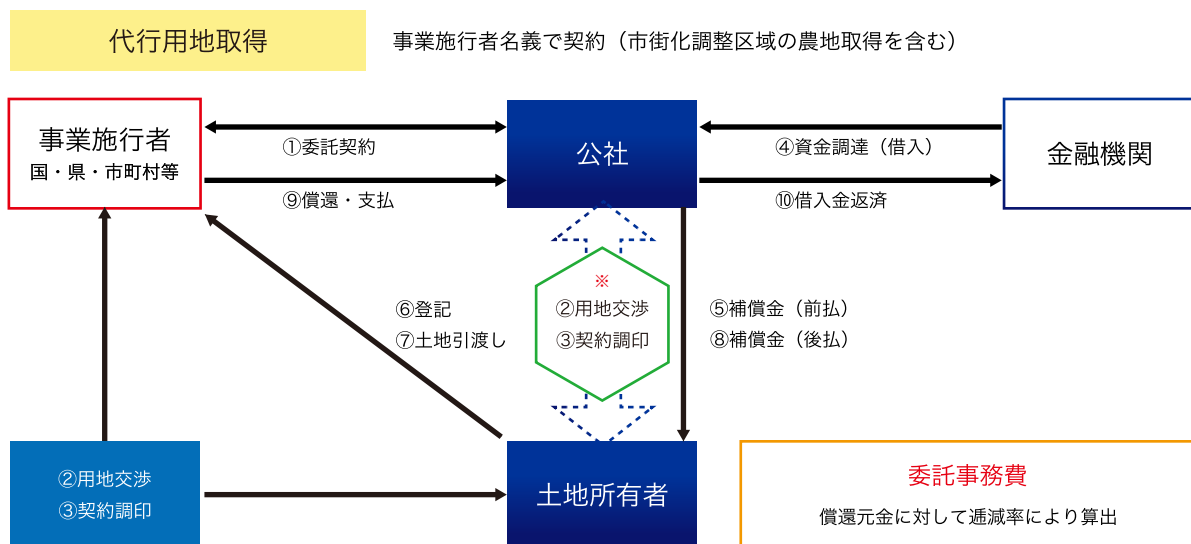 代行用地取得
事業施行者名義で契約（市街化調整区域の農地取得を含む）
事業施行者
国・県・市町村等
①委託契約
⑨償還・支払
公社
④資金調達（借入）
⑩借入金返済
金融機関
⑥登記
⑦土地引渡し
※
②用地交渉
③契約調印
⑤補償金（前払）
⑧補償金（後払）
②用地交渉
③契約調印
土地所有者
委託事務費
償還元金に対して逓減率により算出